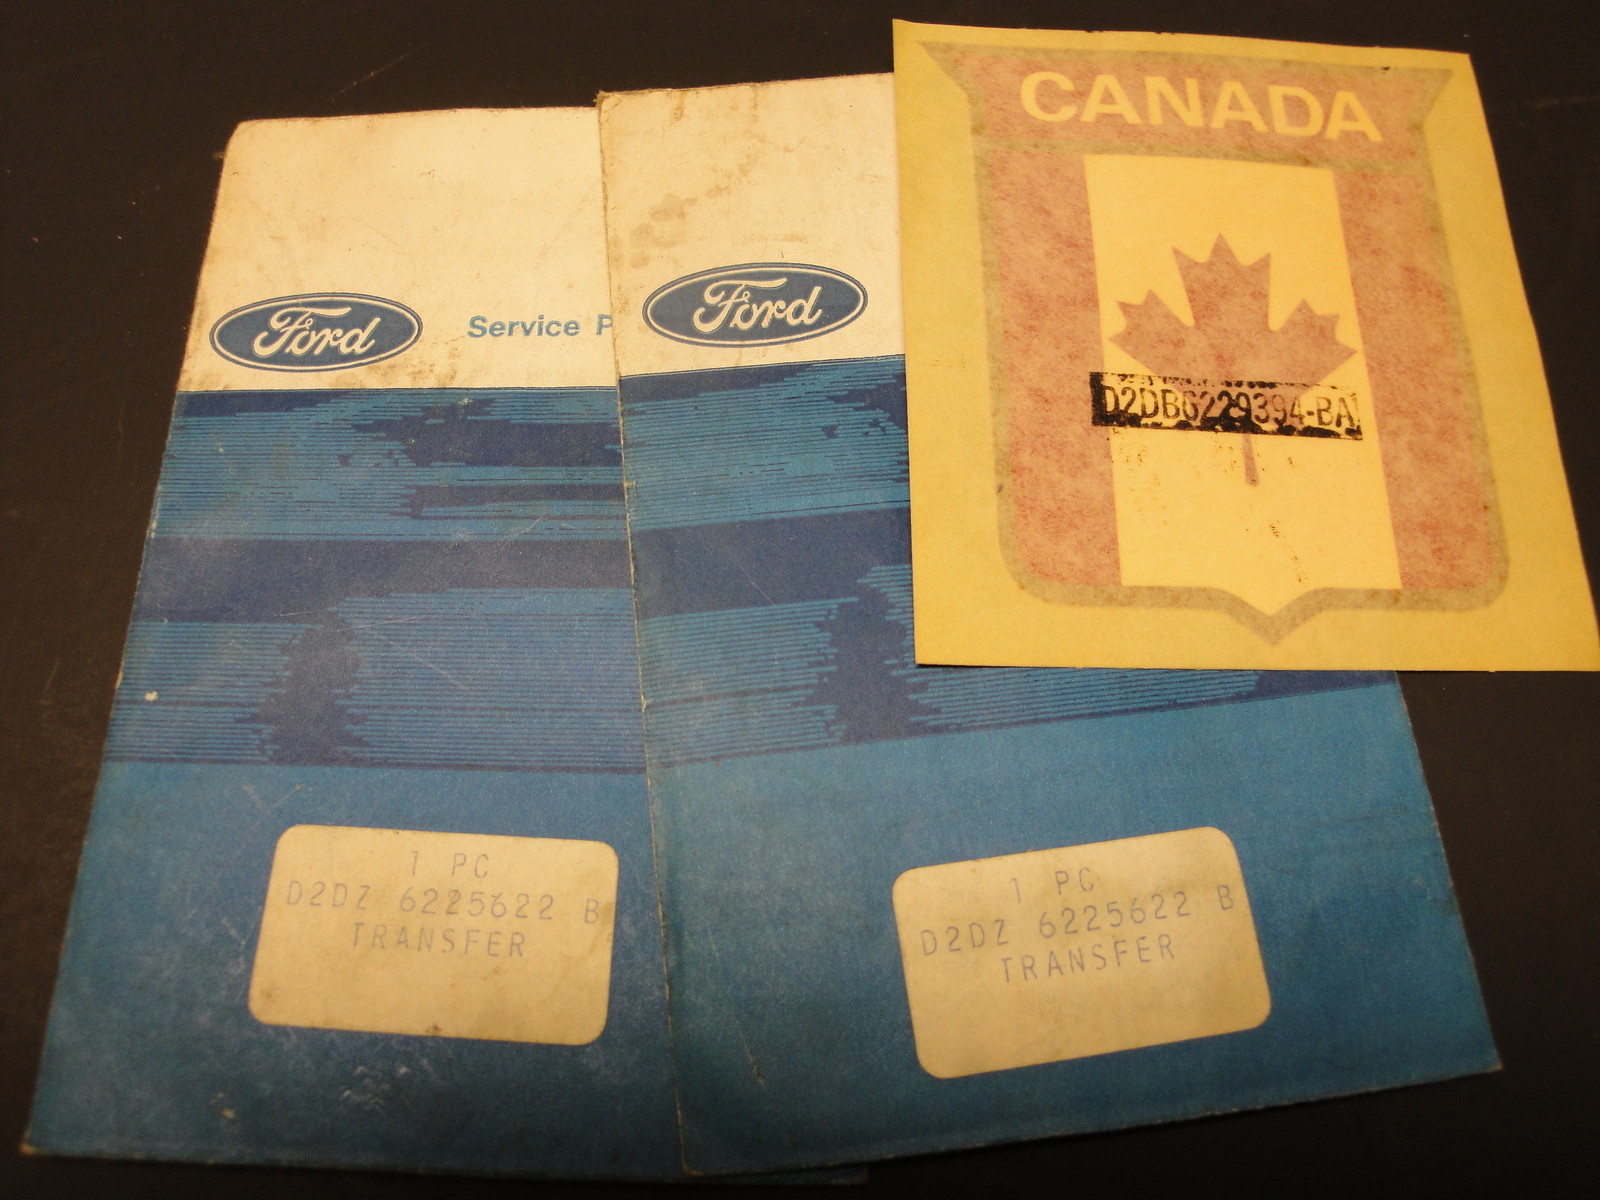 Ford
Service P
1 PC
D2DZ 6225622 B
TRANSFER
Ford
1 PC
D2DZ 6225622 B
TRANSFER
CANADA
D2DB6229394-BA